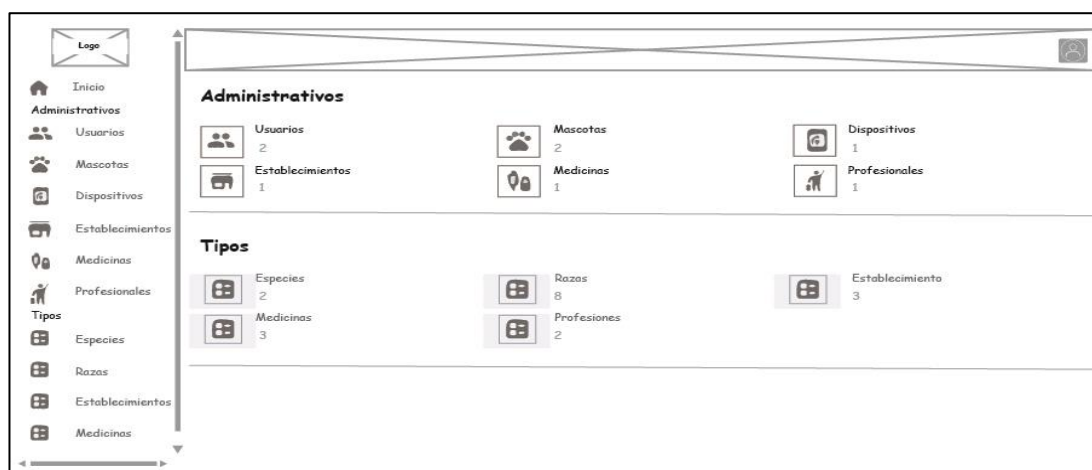 Logo
Inicio
Administrativos
Usuarios
Mascotas
Dispositivos
Establecimientos
Medicinas
Profesionales
Tipos
Especies
Razas
Establecimientos
Medicinas
Administrativos
Usuarios
2
Mascotas
2
Dispositivos
1
Establecimientos
1
Medicinas
1
Profesionales
1
Tipos
Especies
2
Razas
8
Establecimiento
3
Medicinas
3
Profesiones
2